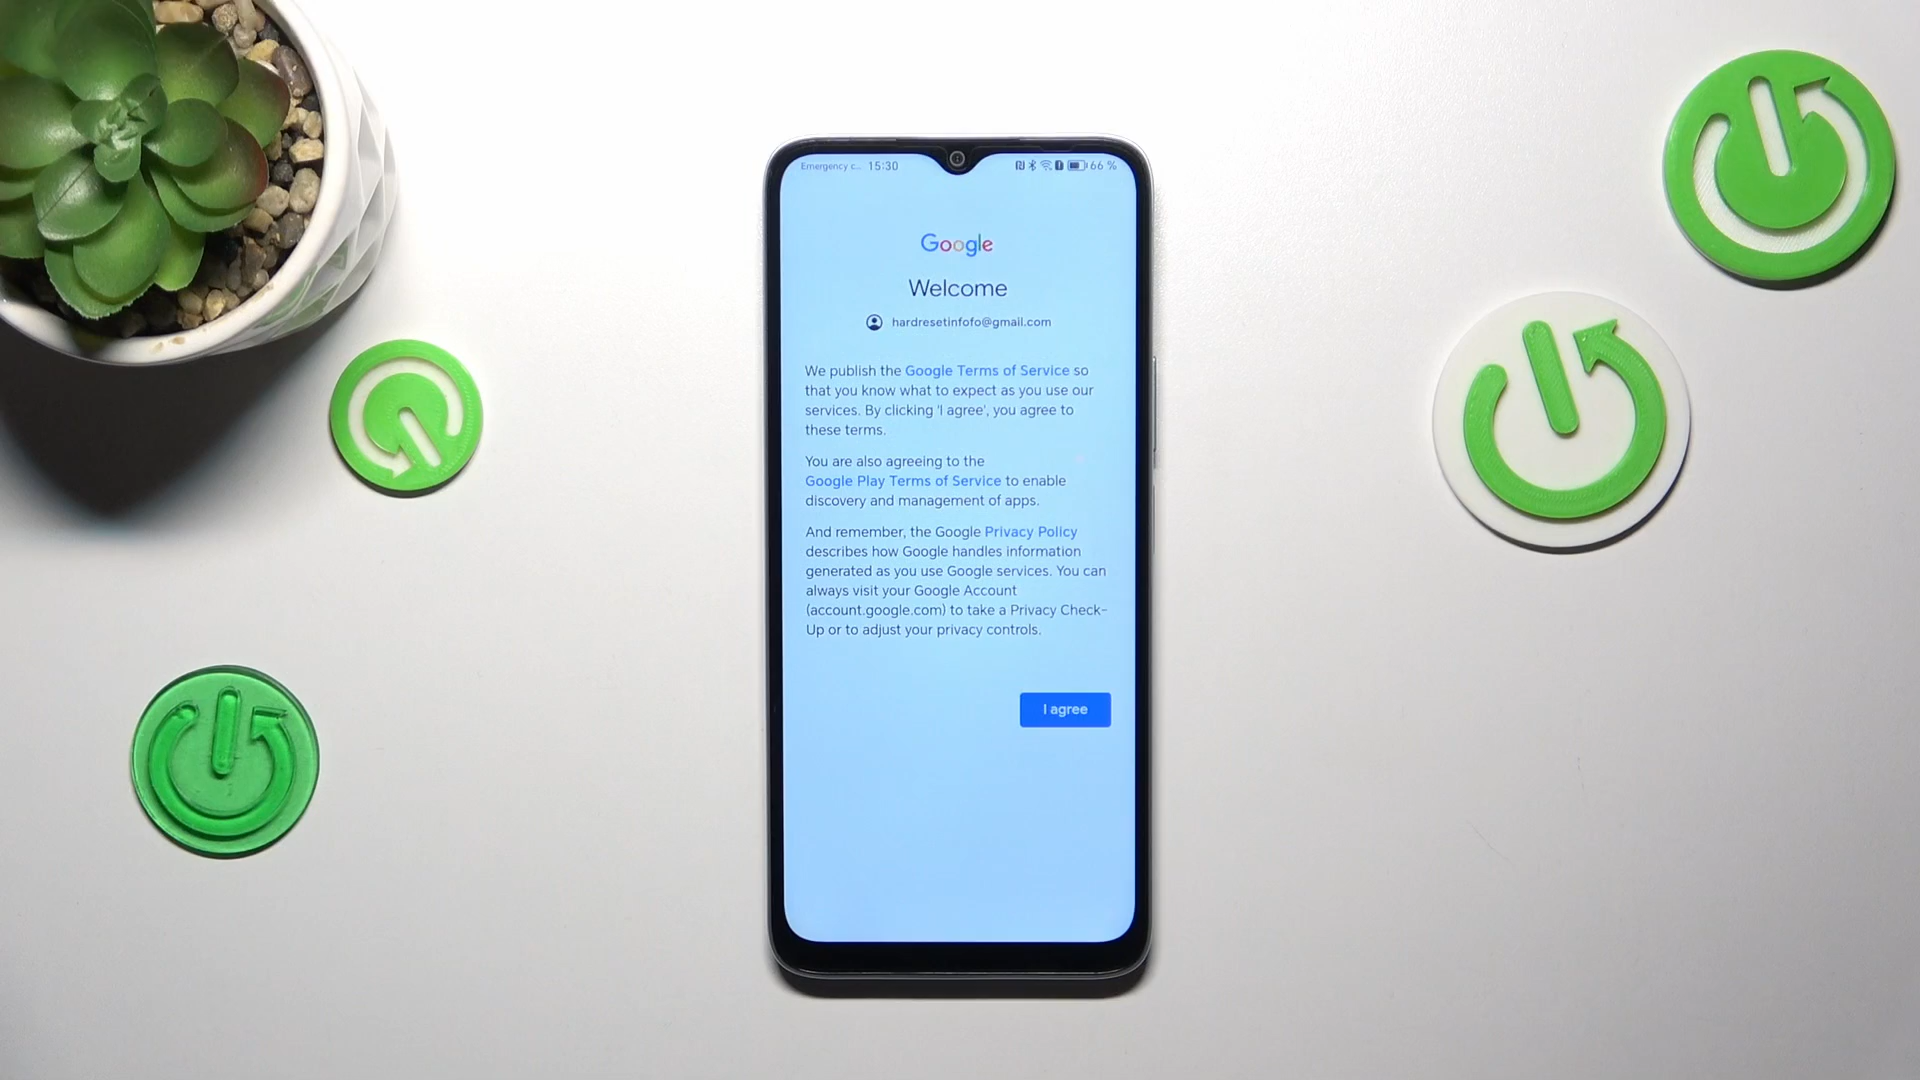 Emergency c... 15:30 66 %
Google
Welcome
hardresetinfofo@gmail.com
We publish the Google Terms of Service so
that you know what to expect as you use our
services. By clicking 'I agree', you agree to
these terms.
You are also agreeing to the
Google Play Terms of Service to enable
discovery and management of apps.
And remember, the Google Privacy Policy
describes how Google handles information
generated as you use Google services. You can
always visit your Google Account
(account.google.com) to take a Privacy Check-
Up or to adjust your privacy controls.
I agree